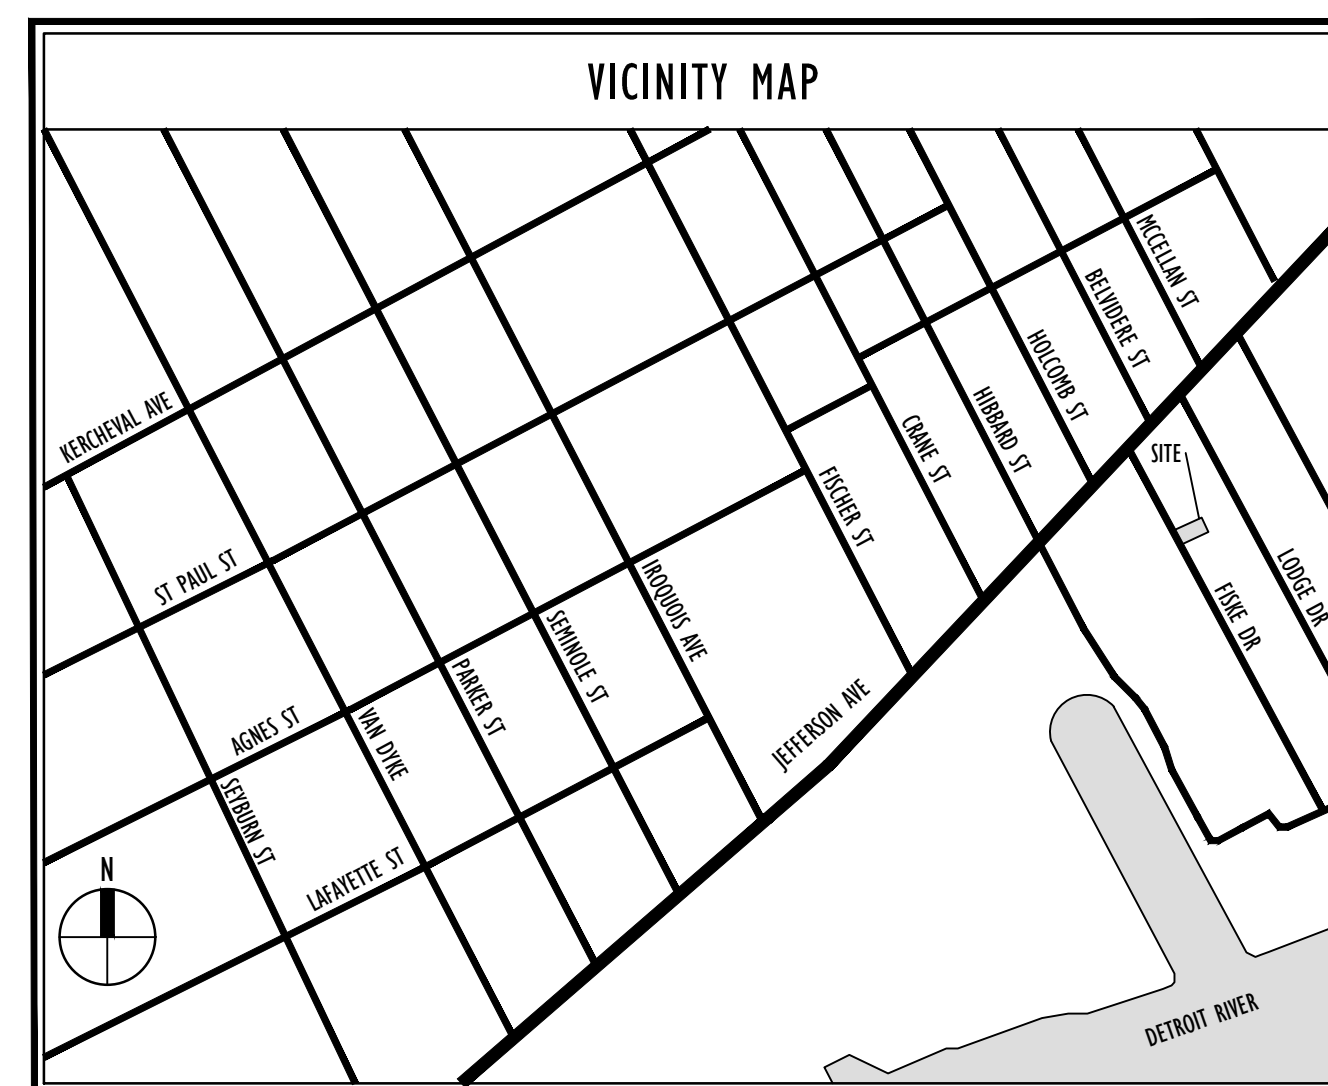 VICINITY MAP
MCCELLAN ST
BELVIDERE ST
HOLCOMB ST
HIBBARD ST
CRANE ST
KERCHEVAL AVE
SITE
FISCHER ST
ST PAUL ST
IROQUOIS AVE
LODGE DR
FISKE DR
SEMINOLE ST
PARKER ST
JEFFERSON AVE
AGNES ST
VAN DYKE
SEYBURN ST
LAFAYETTE ST
N
DETROIT RIVER